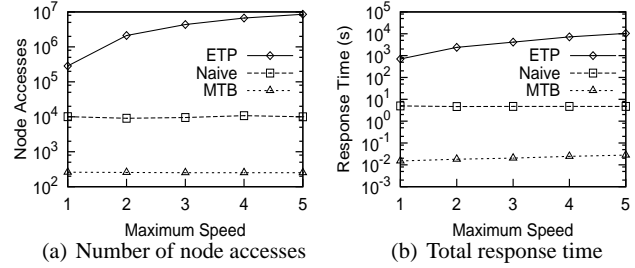 10^7
10^6
10^5
10^4
10^3
10^2
Node Accesses
ETP
Naive
MTB
1 2 3 4 5
Maximum Speed
(a) Number of node accesses
10^5
10^4
10^3
10^2
10^1
10^0
10^-1
10^-2
10^-3
Response Time (s)
ETP
Naive
MTB
1 2 3 4 5
Maximum Speed
(b) Total response time